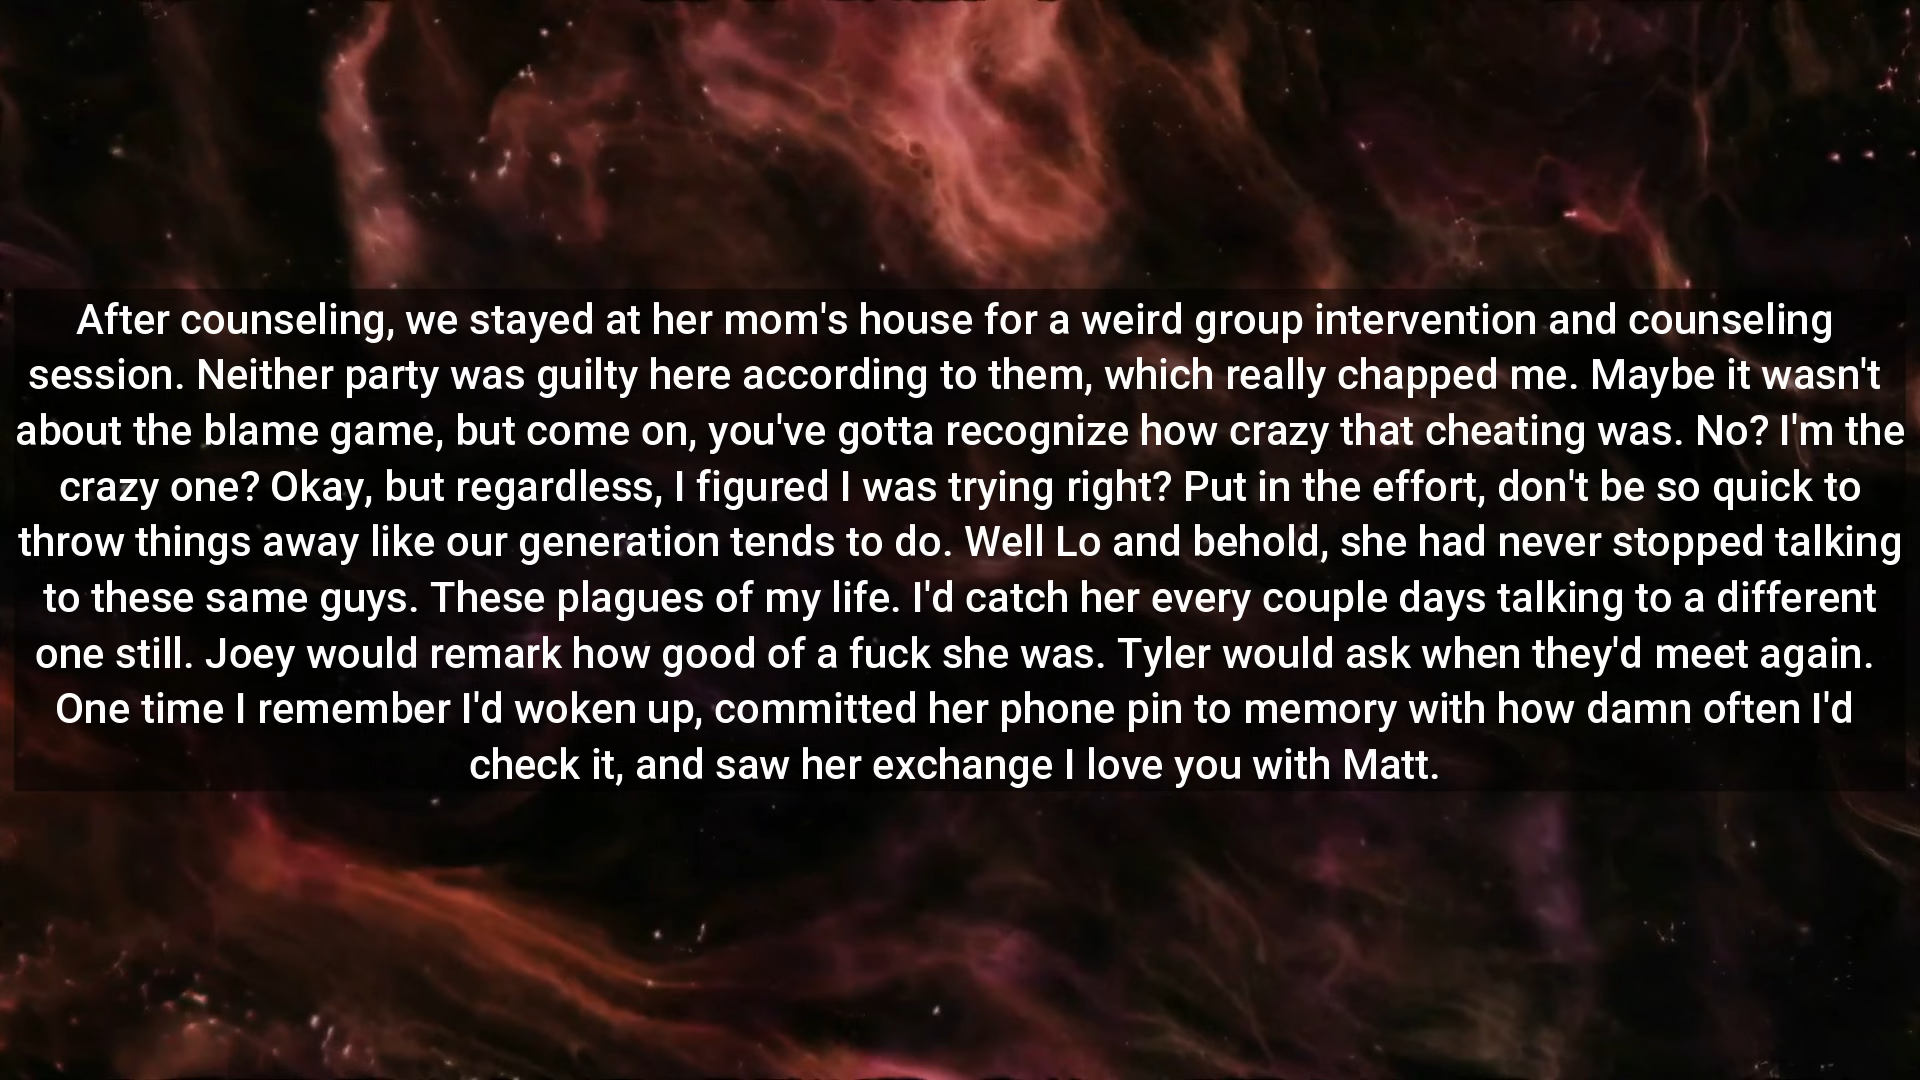 After counseling, we stayed at her mom's house for a weird group intervention and counseling
session. Neither party was guilty here according to them, which really chapped me. Maybe it wasn't
about the blame game, but come on, you've gotta recognize how crazy that cheating was. No? I'm the
crazy one? Okay, but regardless, I figured I was trying right? Put in the effort, don't be so quick to
throw things away like our generation tends to do. Well Lo and behold, she had never stopped talking
to these same guys. These plagues of my life. I'd catch her every couple days talking to a different
one still. Joey would remark how good of a fuck she was. Tyler would ask when they'd meet again.
One time I remember I'd woken up, committed her phone pin to memory with how damn often I'd
check it, and saw her exchange I love you with Matt.